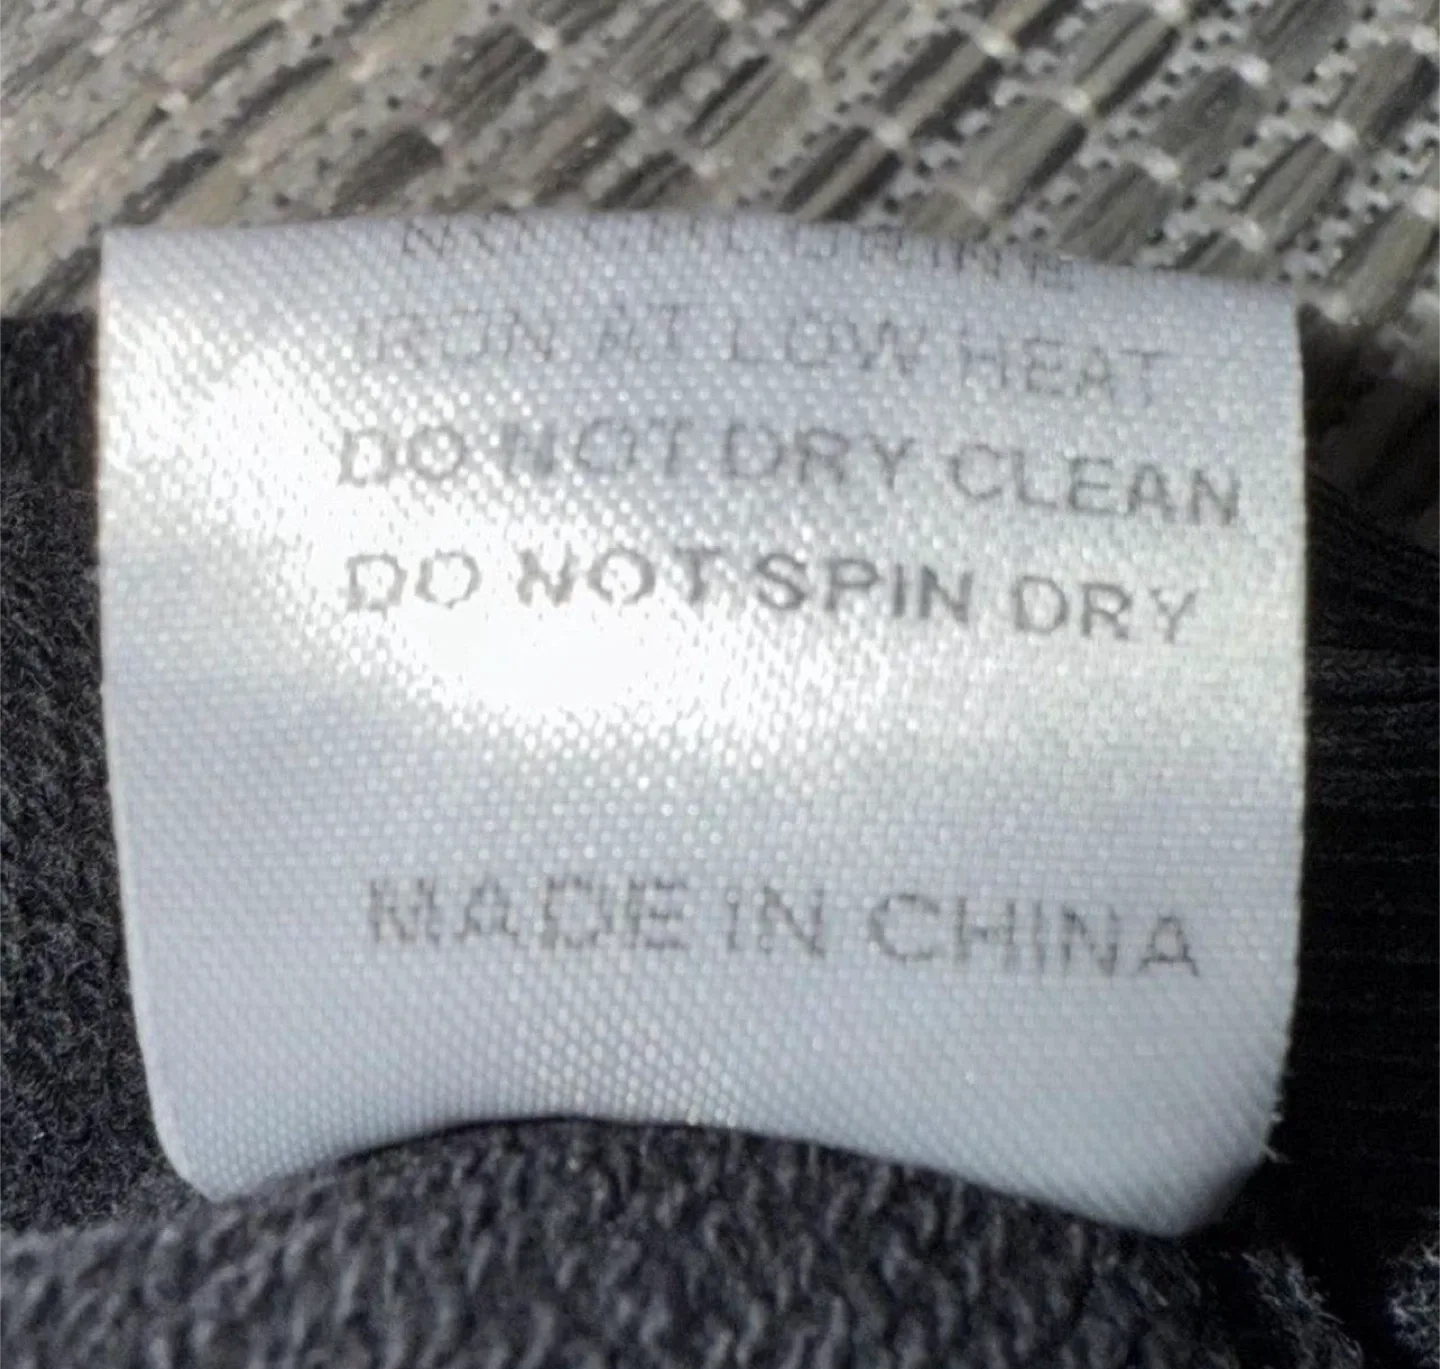 IRON AT LOW HEAT
DO NOT DRY CLEAN
DO NOT SPIN DRY
MADE IN CHINA